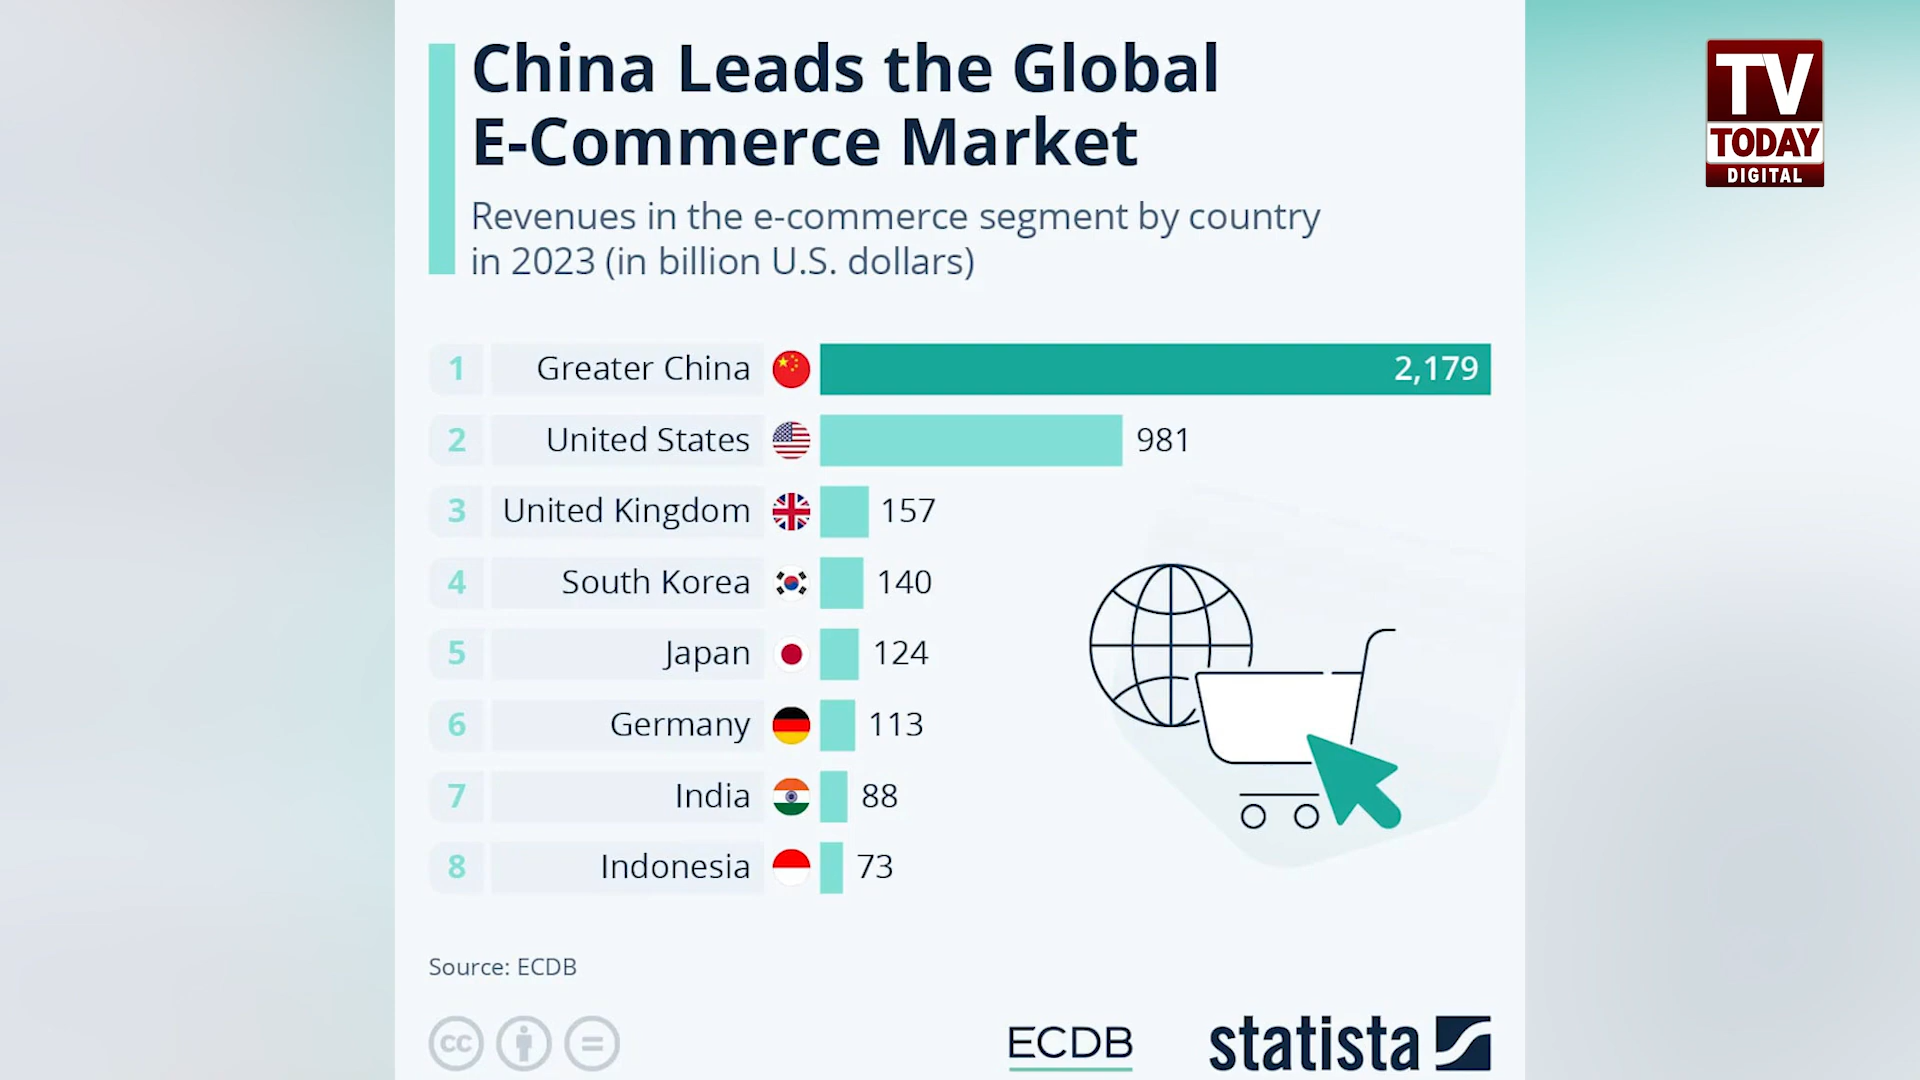 China Leads the Global
E-Commerce Market
Revenues in the e-commerce segment by country
in 2023 (in billion U.S. dollars)
1 Greater China 2,179
2 United States 981
3 United Kingdom 157
4 South Korea 140
5 Japan 124
6 Germany 113
7 India 88
8 Indonesia 73
Source: ECDB
cc
ECDB
statista
TV
TODAY
DIGITAL